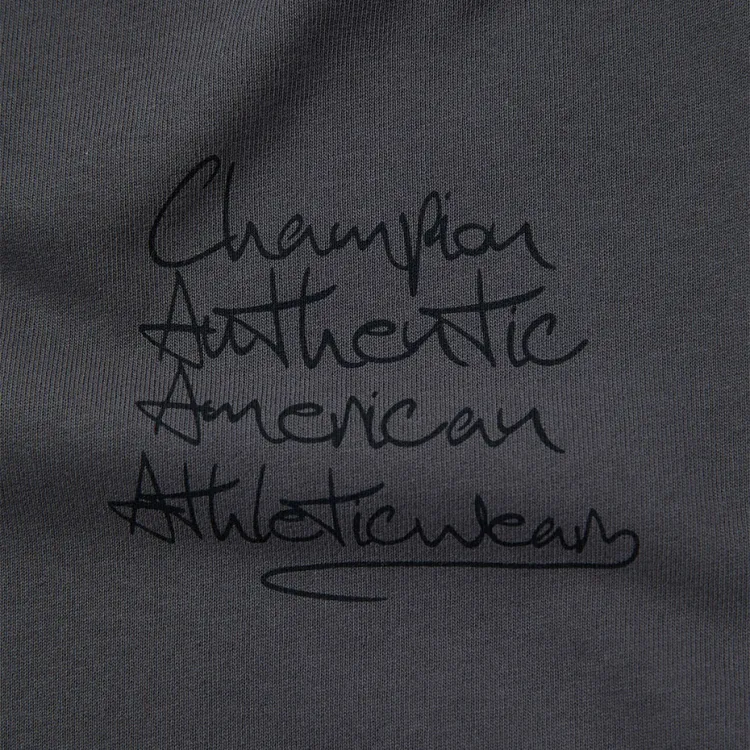 Champion
Authentic
American
Athleticwear